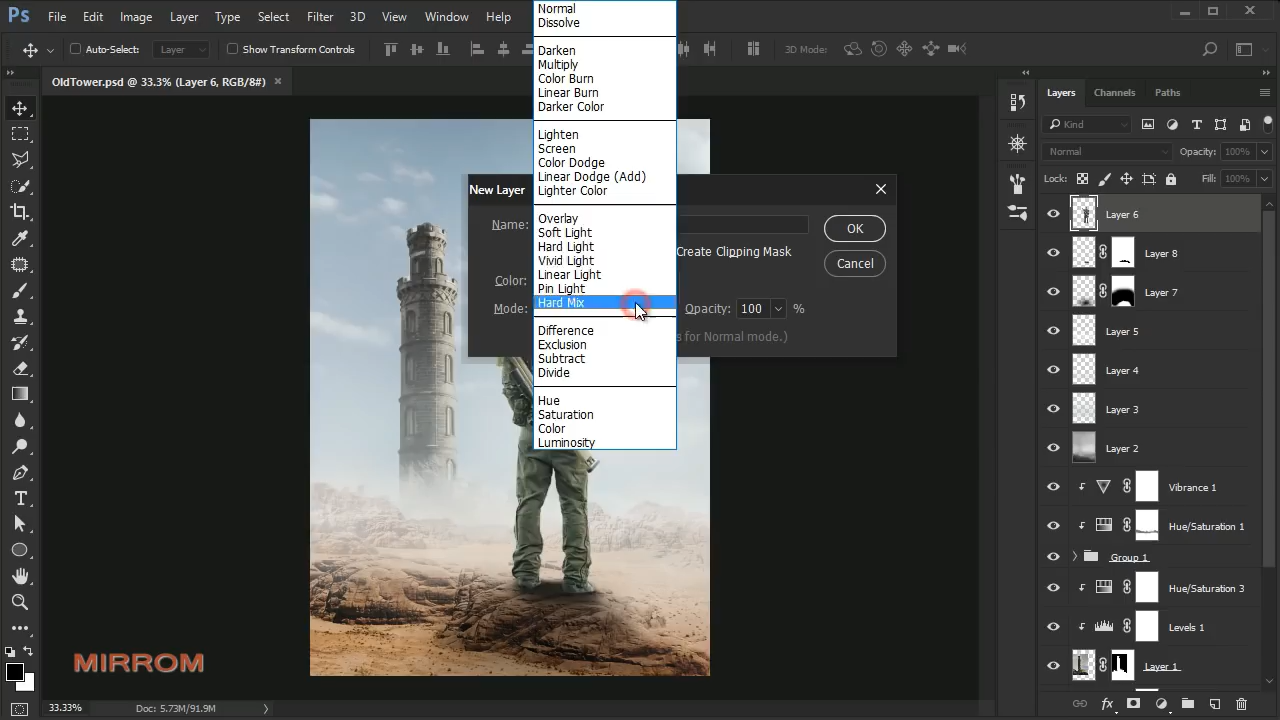 Ps File Edit Image Layer Type Select Filter 3D View Window Help
Auto-Select: Layer Show Transform Controls 3D Mode:
OldTower.psd @ 33.3% (Layer 6, RGB/8#)
Normal
Dissolve
Darken
Multiply
Color Burn
Linear Burn
Darker Color
Lighten
Screen
Color Dodge
Linear Dodge (Add)
Lighter Color
Overlay
Soft Light
Hard Light
Vivid Light
Linear Light
Pin Light
Hard Mix
Difference
Exclusion
Subtract
Divide
Hue
Saturation
Color
Luminosity
New Layer
Name:
OK
Create Clipping Mask
Cancel
Color:
Mode: Opacity: 100 %
s for Normal mode.)
Layers Channels Paths
Kind
Normal Opacity: 100%
Lock: Fill: 100%
Layer 6
Layer 8
Layer 7
Layer 5
Layer 4
Layer 3
Layer 2
Vibrance 1
Hue/Saturation 1
Group 1
Hue/Saturation 3
Levels 1
Layer 1
MIRROM
33.33% Doc: 5.73M/91.9M